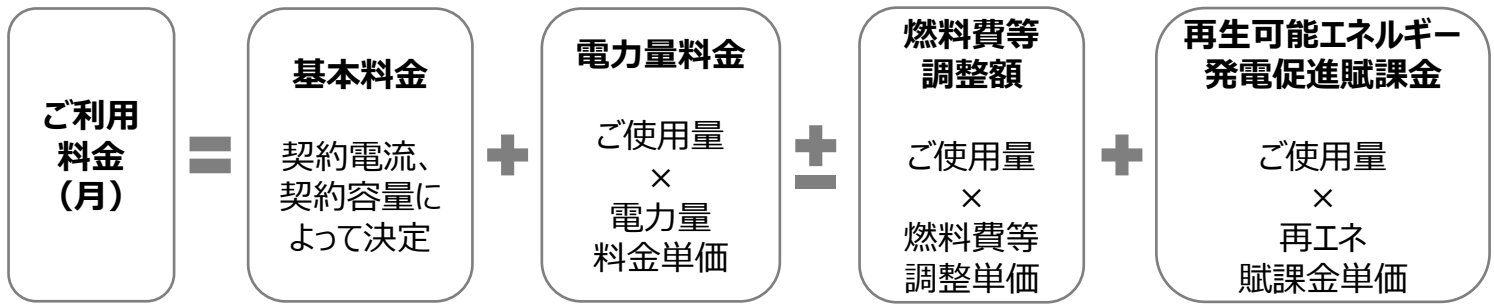 ご利用
料金
（月）
＝
基本料金
契約電流、
契約容量に
よって決定
＋
電力量料金
ご使用量
×
電力量
料金単価
±
燃料費等
調整額
ご使用量
×
燃料費等
調整単価
＋
再生可能エネルギー
発電促進賦課金
ご使用量
×
再エネ
賦課金単価